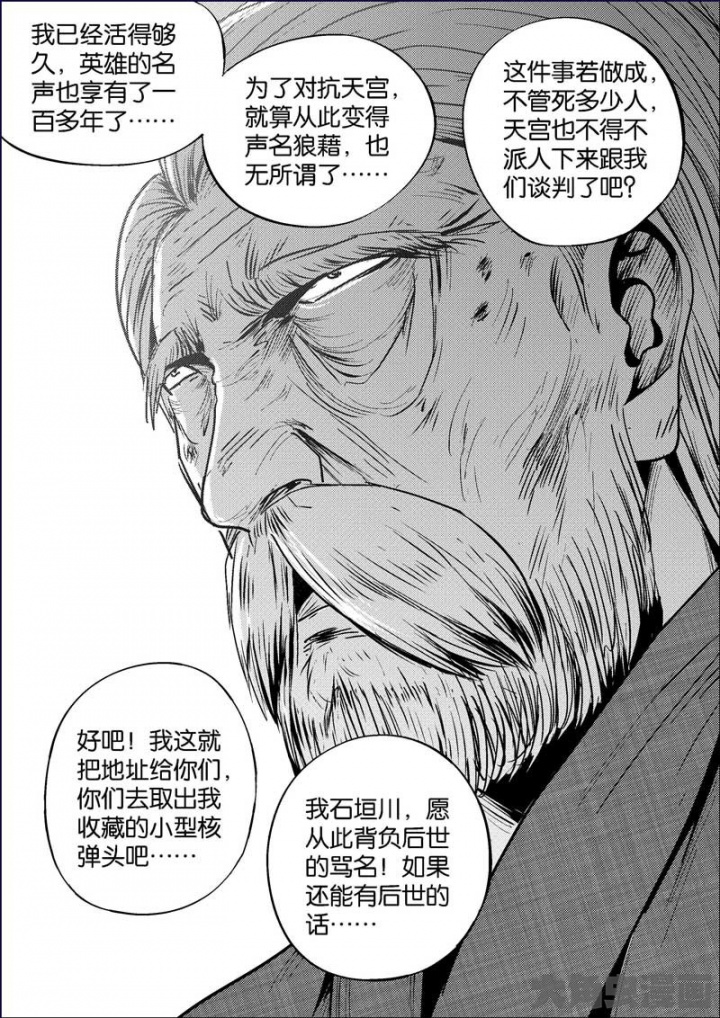 我已经活得够
久，英雄的名
声也享有了一
百多年了……
为了对抗天宫，
就算从此变得
声名狼藉，也
无所谓了……
这件事若做成，
不管死多少人，
天宫也不得不
派人下来跟我
们谈判了吧？
好吧！我这就
把地址给你们，
你们去取出我
收藏的小型核
弹头吧……
我石垣川，愿
从此背负后世
的骂名！如果
还能有后世的
话……
大角虫漫画